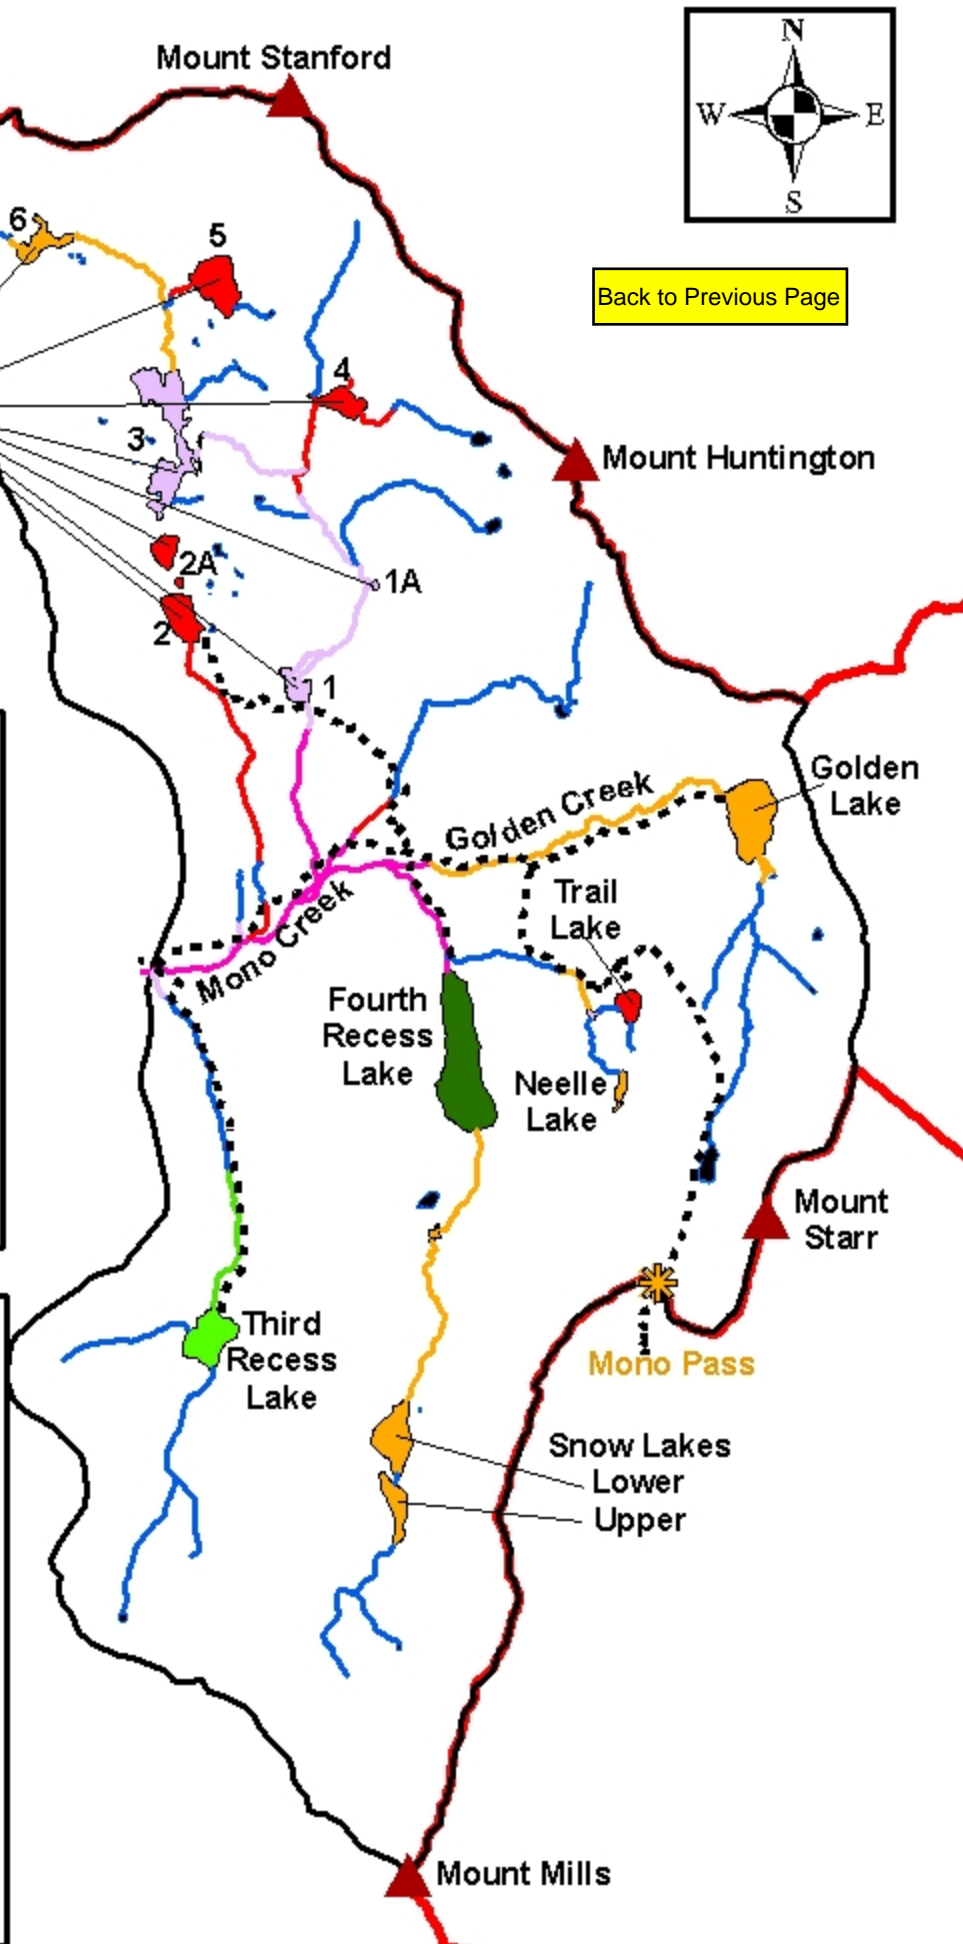 N
Mount Stanford
W E
S
6
5
Back to Previous Page
4
3
Mount Huntington
2A
1A
2
1
Golden
Lake
Golden Creek
Trail
Lake
Mono Creek
Fourth
Recess
Lake
Neelle
Lake
Mount
Starr
Third
Recess
Lake
Mono Pass
Snow Lakes
Lower
Upper
Mount Mills